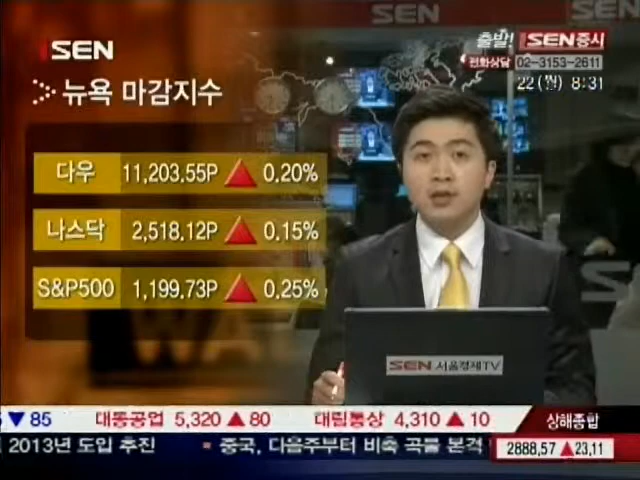 SEN
SEN
SEN
뉴욕 마감지수
출발! SEN증시
전화상담 02-3153-2611
22(월) 8:31
다우 11,203.55P ▲ 0.20%
나스닥 2,518.12P ▲ 0.15%
S&P500 1,199.73P ▲ 0.25%
SEN
SEN 서울경제TV
▼ 85 대동공업 5,320 ▲ 80 대림통상 4,310 ▲ 10 상해종합
2013년 도입 추진 중국, 다음주부터 비축 곡물 본격 2888,57 ▲23,11